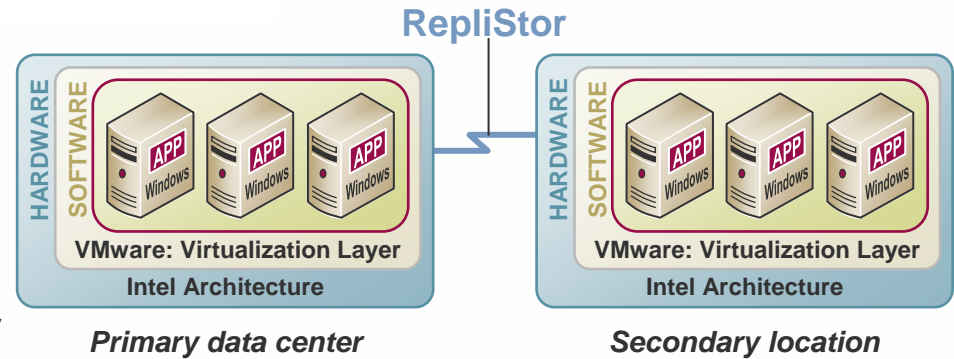 RepliStor
HARDWARE
SOFTWARE
APP
Windows
APP
Windows
APP
Windows
VMware: Virtualization Layer
Intel Architecture
Primary data center
HARDWARE
SOFTWARE
APP
Windows
APP
Windows
APP
Windows
VMware: Virtualization Layer
Intel Architecture
Secondary location